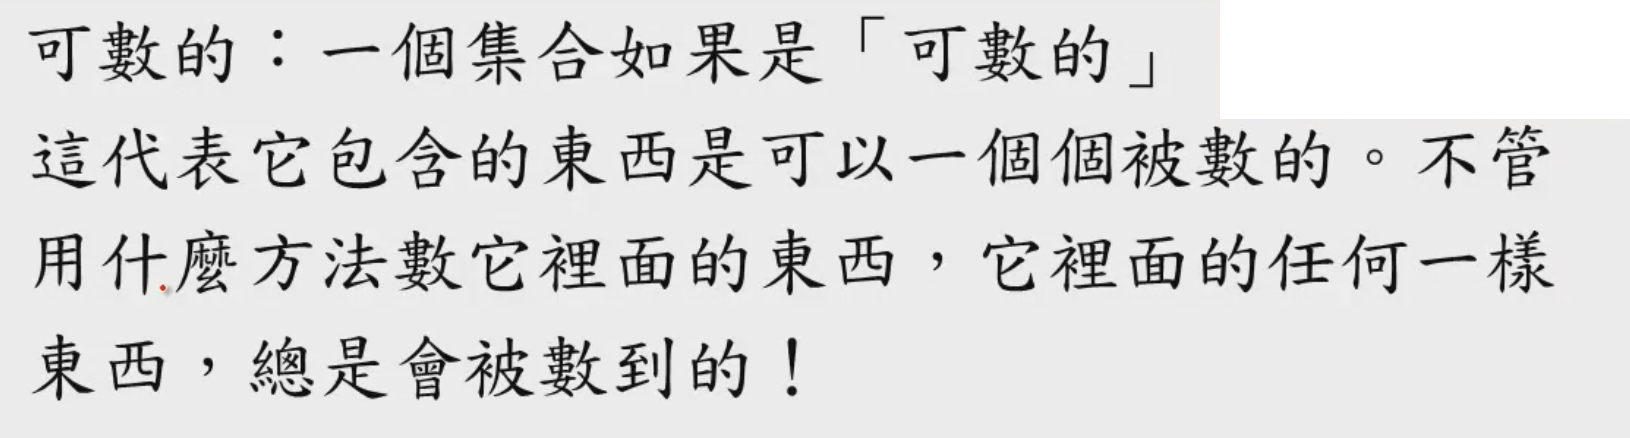 可數的：一個集合如果是「可數的」
這代表它包含的東西是可以一個個被數的。不管
用什麼方法數它裡面的東西，它裡面的任何一樣
東西，總是會被數到的！